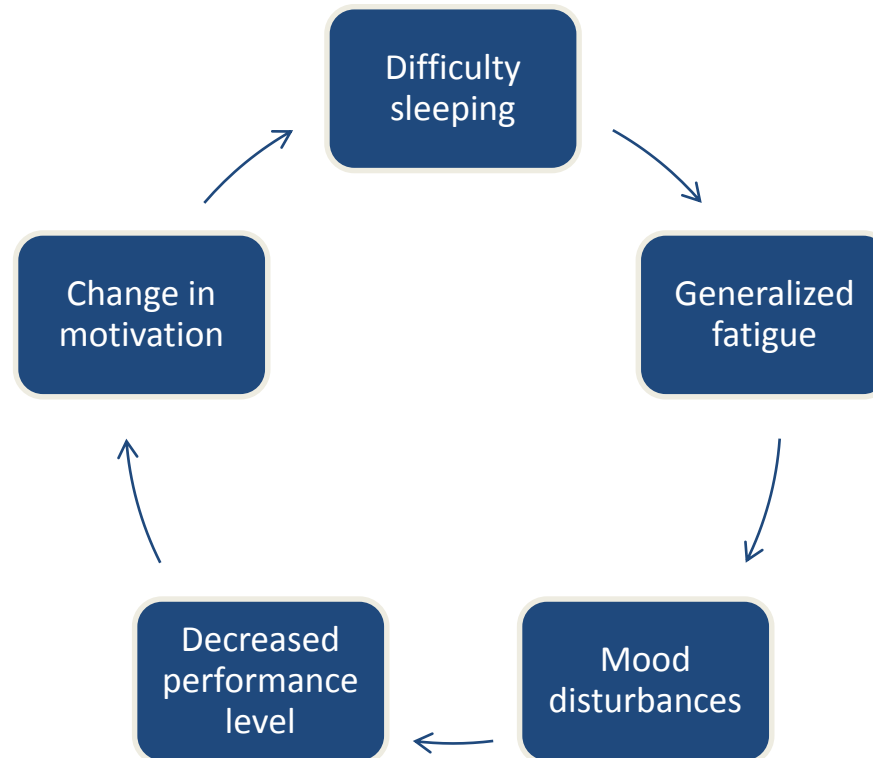 Difficulty
sleeping
Generalized
fatigue
Mood
disturbances
Decreased
performance
level
Change in
motivation